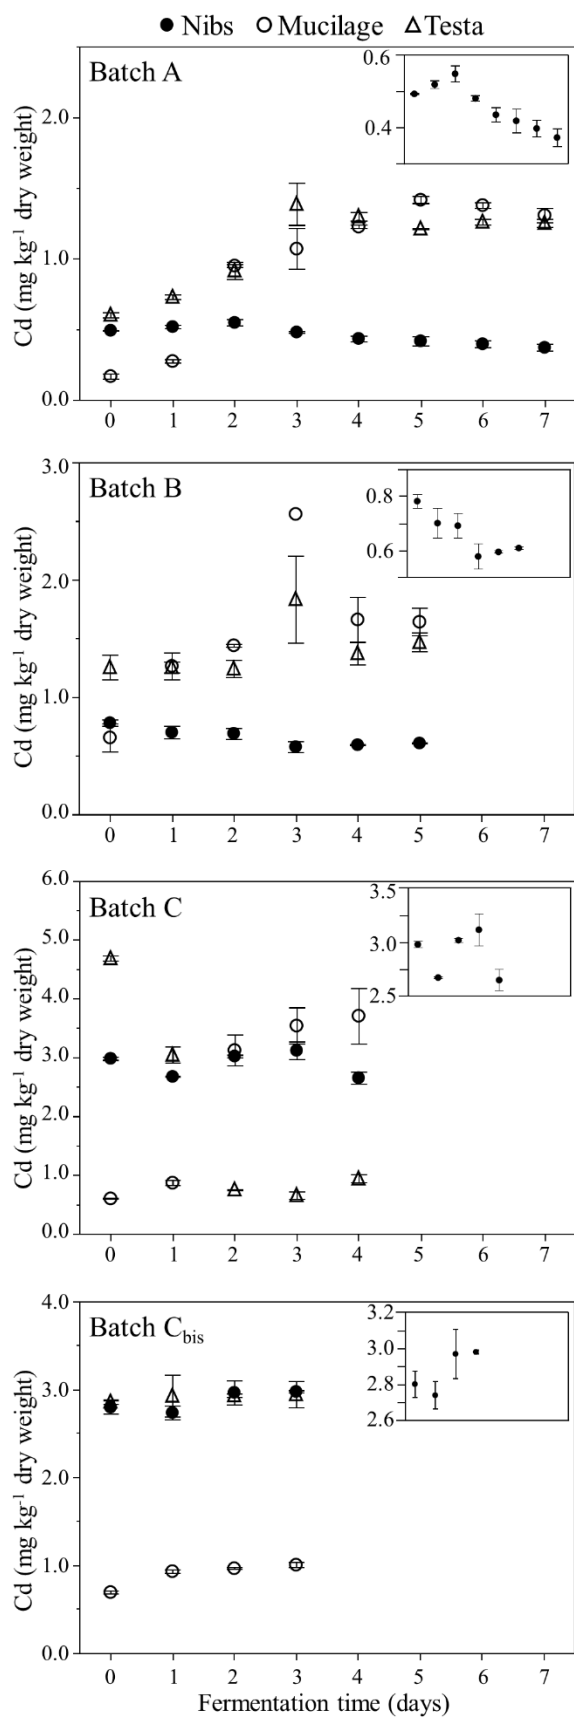 ● Nibs ○ Mucilage △ Testa
Batch A
Cd (mg kg⁻¹ dry weight)
2.0
1.0
0.0
0.6
0.4
0 1 2 3 4 5 6 7
Batch B
Cd (mg kg⁻¹ dry weight)
3.0
2.0
1.0
0.0
0.8
0.6
0 1 2 3 4 5 6 7
Batch C
Cd (mg kg⁻¹ dry weight)
6.0
5.0
4.0
3.0
2.0
1.0
0.0
3.5
3.0
2.5
0 1 2 3 4 5 6 7
Batch C_bis
Cd (mg kg⁻¹ dry weight)
4.0
3.0
2.0
1.0
0.0
3.2
3.0
2.8
2.6
0 1 2 3 4 5 6 7
Fermentation time (days)